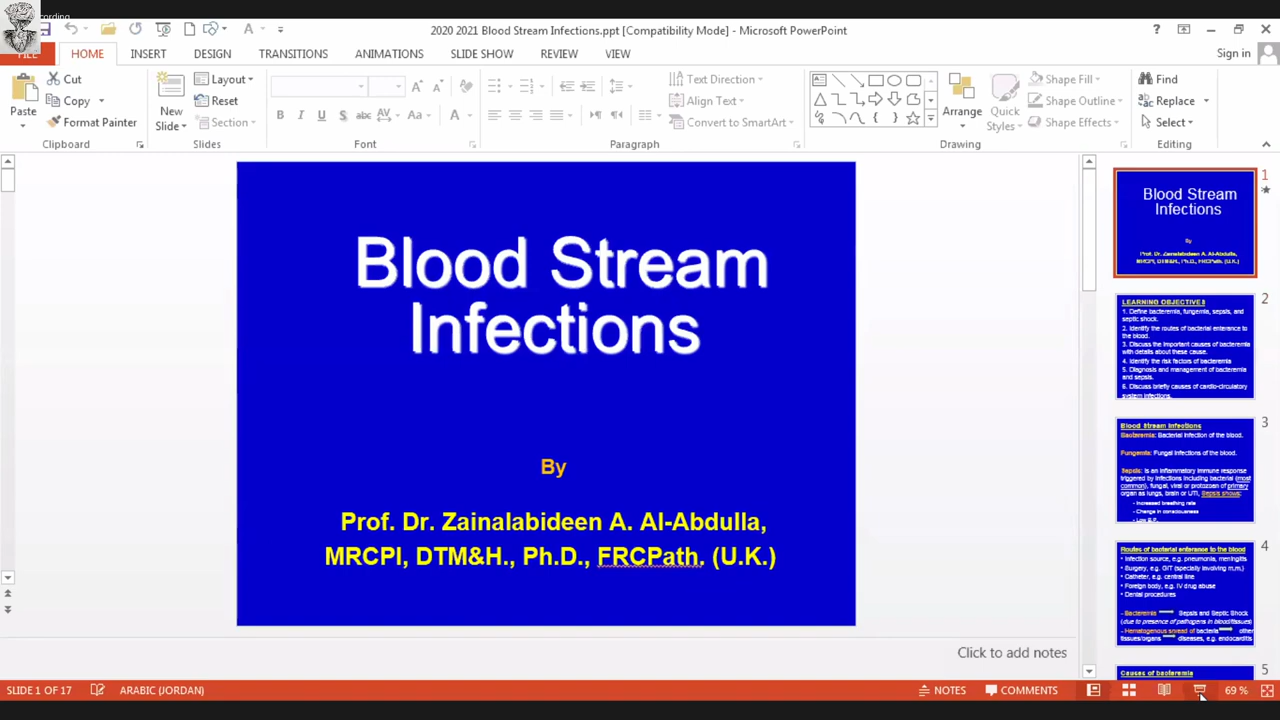 ording
2020 2021 Blood Stream Infections.ppt [Compatibility Mode] - Microsoft PowerPoint
FILE HOME INSERT DESIGN TRANSITIONS ANIMATIONS SLIDE SHOW REVIEW VIEW Sign in
Paste Cut Copy Format Painter
Clipboard
New Slide Layout Reset Section
Slides
B I U S abc AV Aa A
Font
Text Direction Align Text Convert to SmartArt
Paragraph
Arrange Quick Styles Shape Fill Shape Outline Shape Effects
Drawing
Find Replace Select
Editing
Blood Stream
Infections
By
Prof. Dr. Zainalabideen A. Al-Abdulla,
MRCPI, DTM&H., Ph.D., FRCPath. (U.K.)
Click to add notes
1
Blood Stream
Infections
By
Prof. Dr. Zainalabideen A. Al-Abdulla,
MRCPI, DTM&H., Ph.D., FRCPath. (U.K.)
2
LEARNING OBJECTIVES
1. Define bacteremia, fungemia, sepsis, and
septic shock.
2. Identify the routes of bacterial enterance to
the blood.
3. Discuss the important causes of bacteremia
with details about these cause.
4. Identify the risk factors of bacteremia
5. Diagnosis and management of bacteremia
and sepsis.
6. Discuss briefly causes of cardio-circulatory
system infections.
3
Blood Stream Infections
Bacteremia: Bacterial infection of the blood.
Fungemia: Fungal infections of the blood.
Sepsis: Is an inflammatory immune response
triggered by infections including bacterial (most
common), fungal, viral or protozoan of primary
organ as lungs, brain or UTI, Sepsis shows:
- Increased breathing rate
- Change in consciousness
- Low B.P.
4
Routes of bacterial enterance to the blood
• Infection source, e.g. pneumonia, meningitis
• Surgery, e.g. GIT (specially involving m.m.)
• Catheter, e.g. central line
• Foreign body, e.g. IV drug abuse
• Dental procedures
- Bacteremia Sepsis and Septic Shock
(due to presence of pathogens in blood/tissues)
- Hematogenous spread of bacteria other
tissues/organs diseases, e.g. endocarditis
5
Causes of bacteremia
SLIDE 1 OF 17 ARABIC (JORDAN) NOTES COMMENTS 69 %